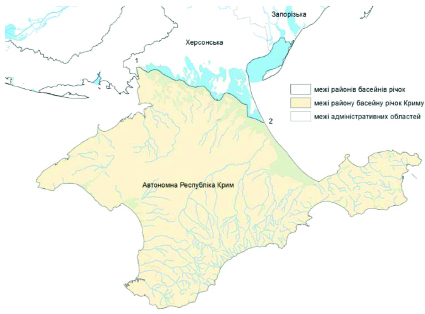 Запорізька
Херсонська
1
межі районів басейнів річок
межі району басейну річок Криму
межі адміністративних областей
2
Автономна Республіка Крим